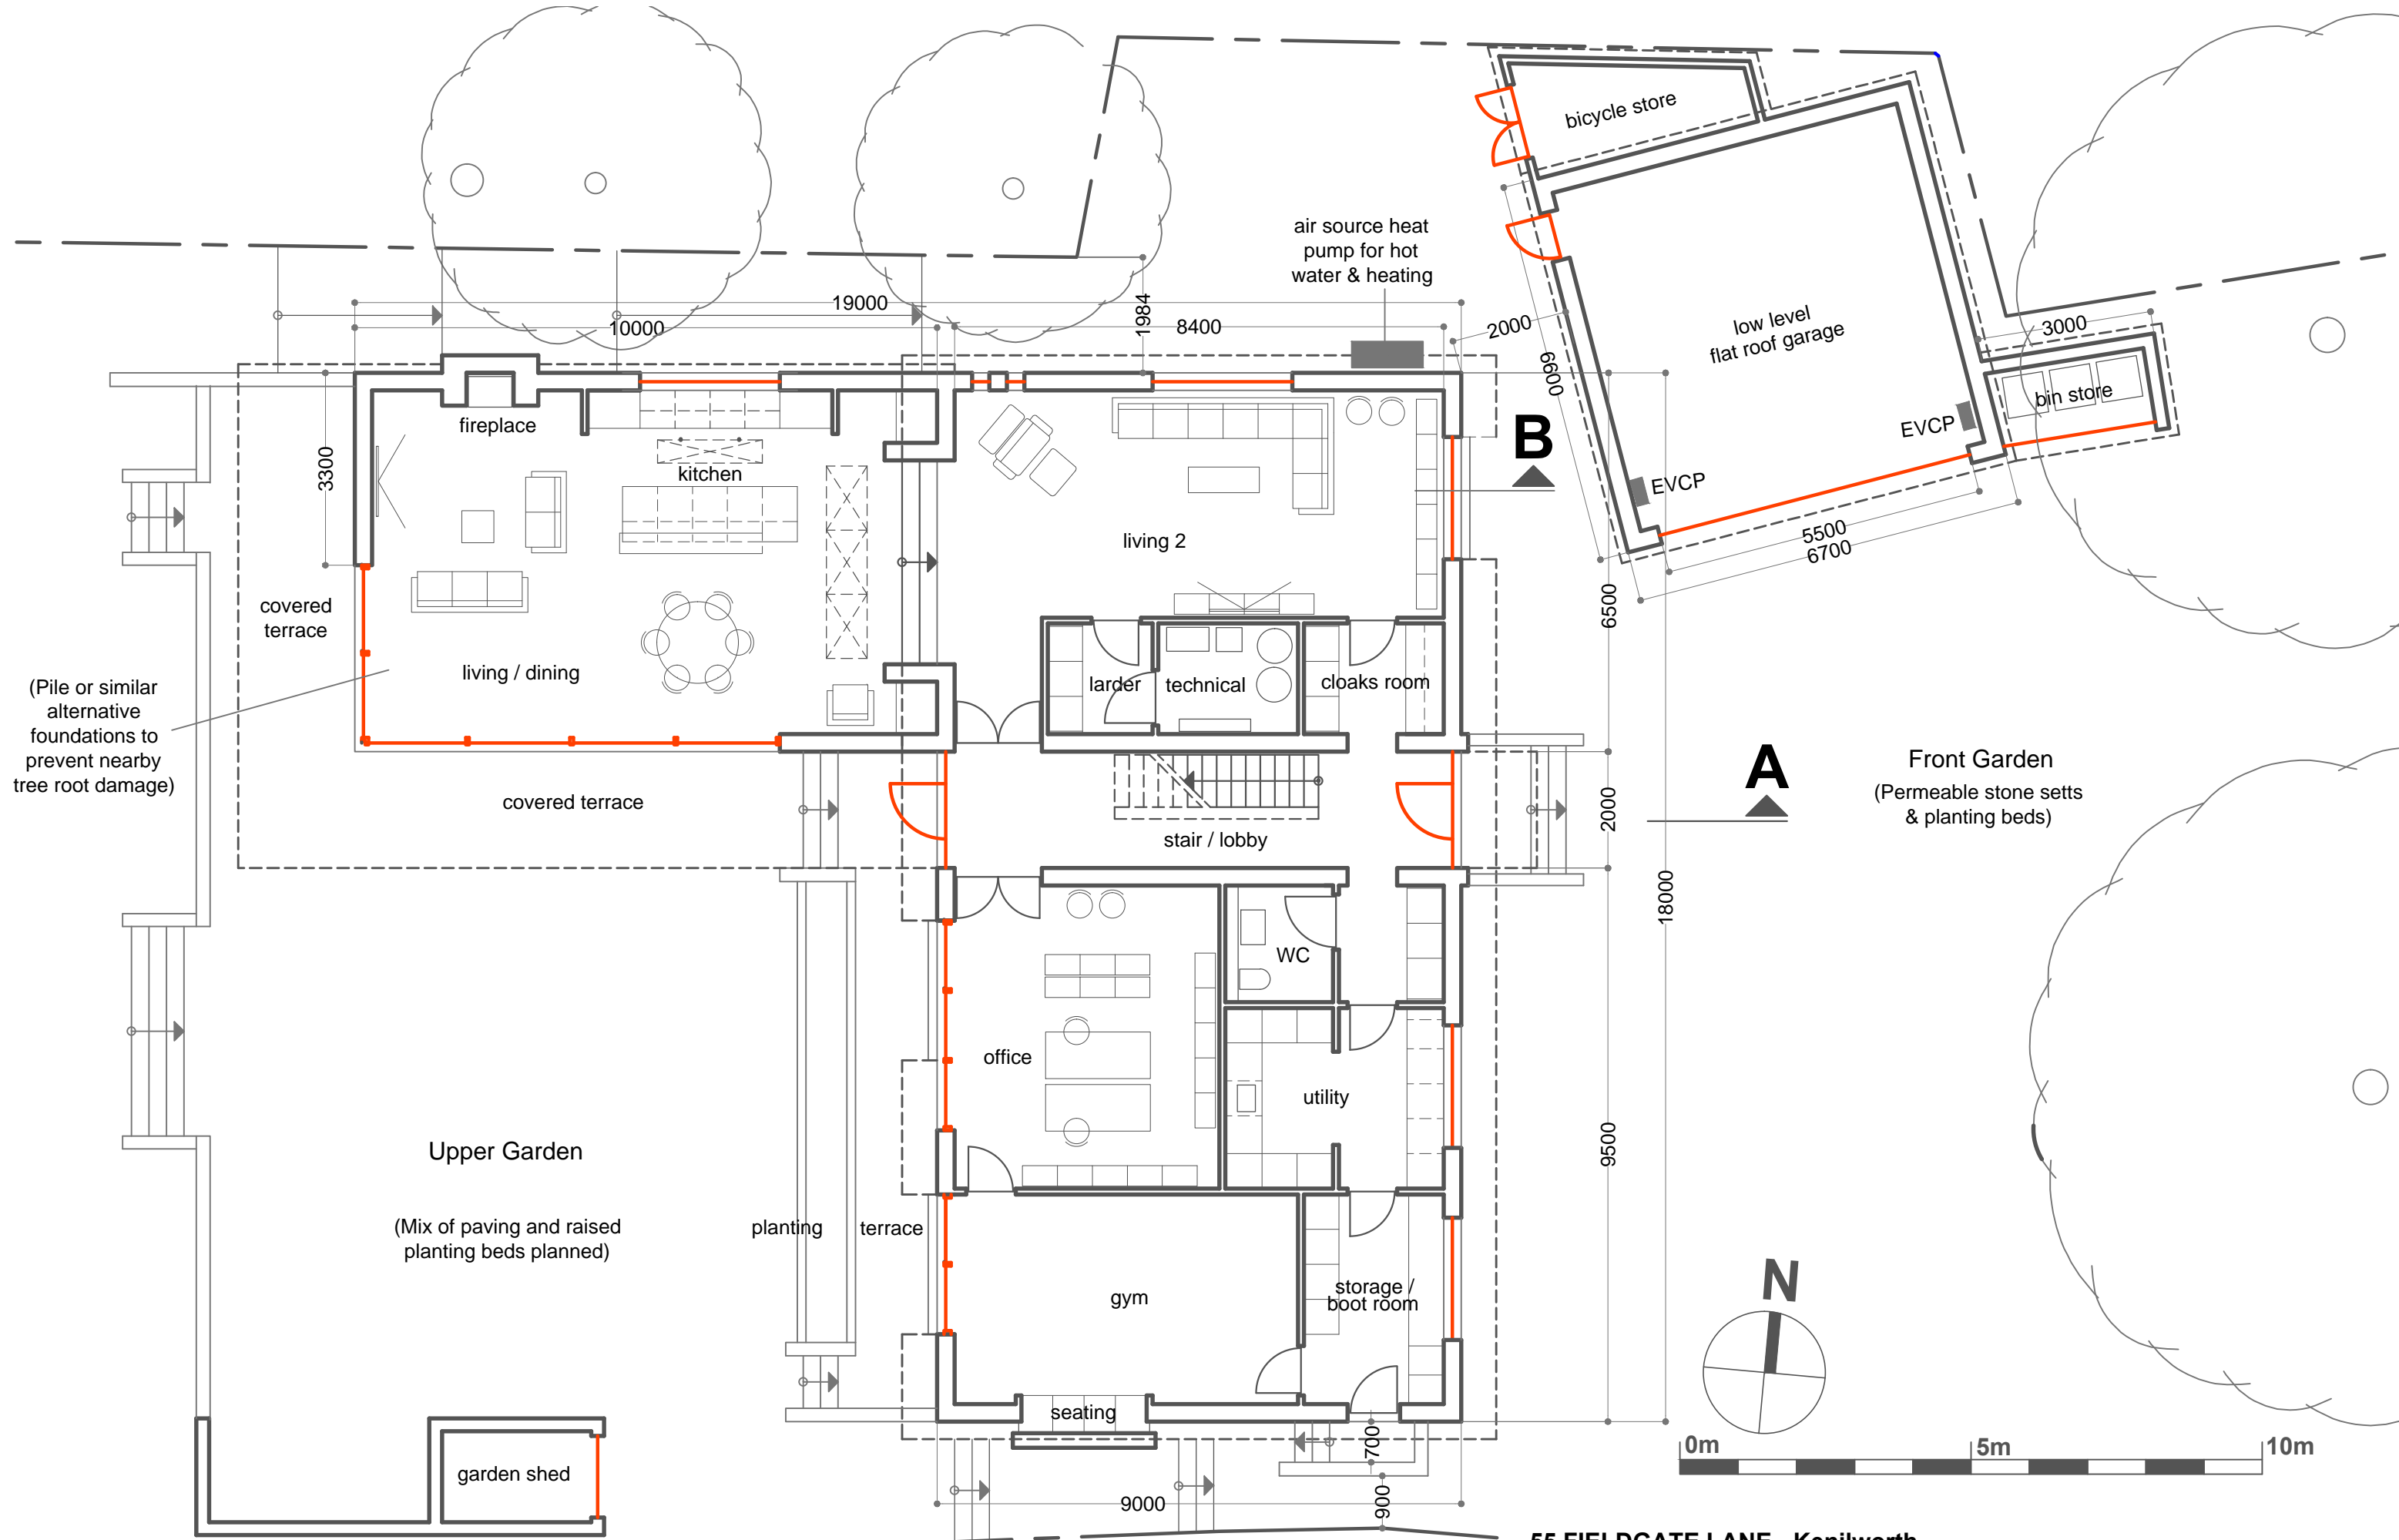 bicycle store
air source heat
pump for hot
water & heating
19000
10000
1984
8400
2000
6600
low level
flat roof garage
3000
bin store
EVCP
EVCP
5500
6700
fireplace
3300
kitchen
B
living 2
6500
covered
terrace
living / dining
larder
technical
cloaks room
(Pile or similar
alternative
foundations to
prevent nearby
tree root damage)
covered terrace
stair / lobby
2000
A
Front Garden
(Permeable stone setts
& planting beds)
18000
WC
office
utility
9500
Upper Garden
(Mix of paving and raised
planting beds planned)
planting
terrace
gym
storage /
boot room
N
seating
700
0m
5m
10m
garden shed
9000
900
55 FIELDGATE LANE - Kenilworth